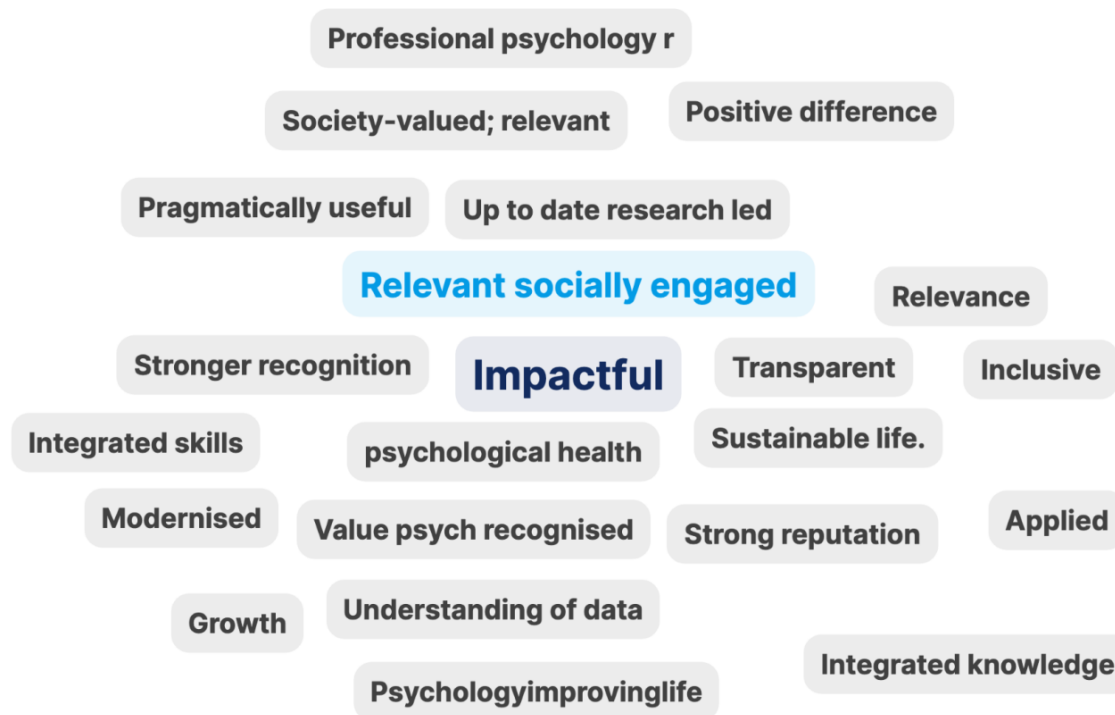 Professional psychology r
Positive difference
Society-valued; relevant
Pragmatically useful
Up to date research led
Relevant socially engaged
Relevance
Stronger recognition
Impactful
Transparent
Inclusive
Integrated skills
psychological health
Sustainable life.
Modernised
Value psych recognised
Strong reputation
Applied
Growth
Understanding of data
Integrated knowledge
Psychologyimprovinglife